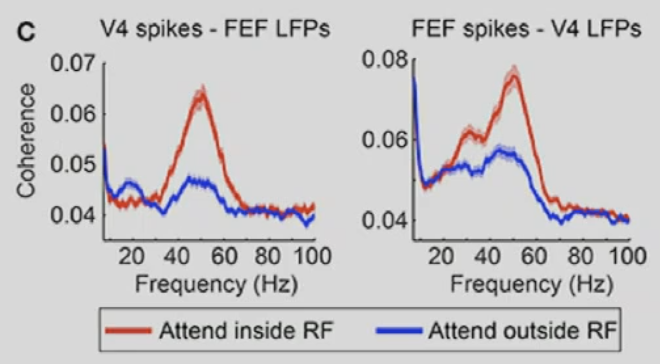 C
V4 spikes - FEF LFPs
FEF spikes - V4 LFPs
Coherence
0.07
0.06
0.05
0.04
20 40 60 80 100
Frequency (Hz)
0.08
0.06
0.04
20 40 60 80 100
Frequency (Hz)
Attend inside RF
Attend outside RF